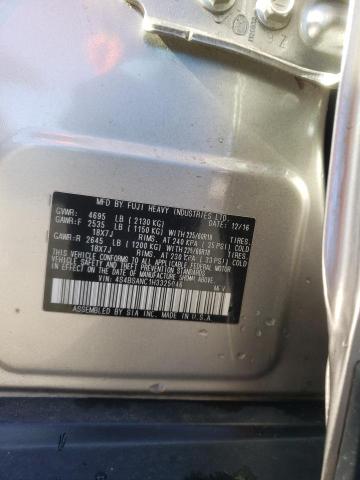 MFD BY FUJI HEAVY INDUSTRIES LTD.
DATE: 12/16
GVWR: 4695 LB (2130 KG)
GAWR:F 2535 LB (1150 KG) WITH 225/60R18 TIRES,
18X7J RIMS, AT 240 KPA (35 PSI) COLD
GAWR:R 2645 LB (1200 KG) WITH 225/60R18 TIRES,
18X7J RIMS, AT 230 KPA (33 PSI) COLD
THIS VEHICLE CONFORMS TO ALL APPLICABLE FEDERAL MOTOR
VEHICLE SAFETY, BUMPER, AND THEFT PREVENTION STANDARDS
IN EFFECT ON THE DATE OF MANUFACTURE SHOWN ABOVE.
VIN: 4S4BSANC1H3325046 MPV
ASSEMBLED BY SIA INC. MADE IN U.S.A